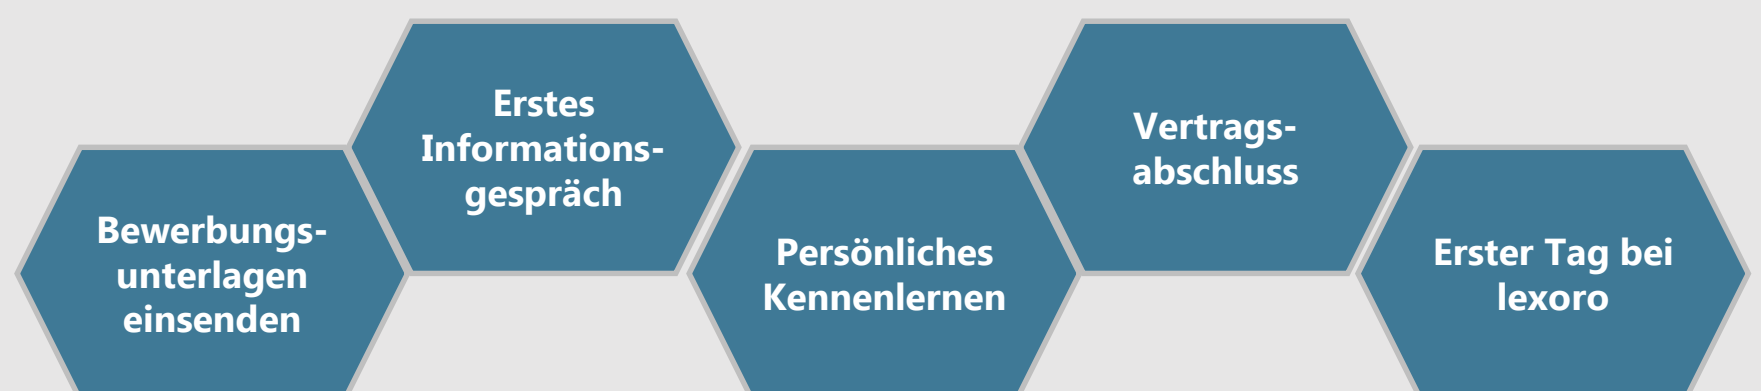 Bewerbungs-
unterlagen
einsenden
Erstes
Informations-
gespräch
Persönliches
Kennenlernen
Vertrags-
abschluss
Erster Tag bei
lexoro